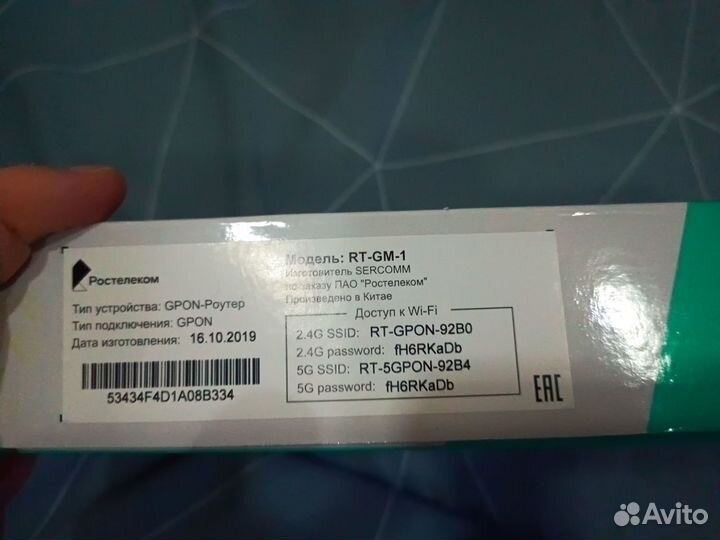 Ростелеком
Тип устройства: GPON-Роутер
Тип подключения: GPON
Дата изготовления: 16.10.2019
53434F4D1A08B334
Модель: RT-GM-1
Изготовитель SERCOMM
по заказу ПАО "Ростелеком"
Произведено в Китае
Доступ к Wi-Fi
2.4G SSID: RT-GPON-92B0
2.4G password: fH6RKaDb
5G SSID: RT-5GPON-92B4
5G password: fH6RKaDb
EAC
Avito